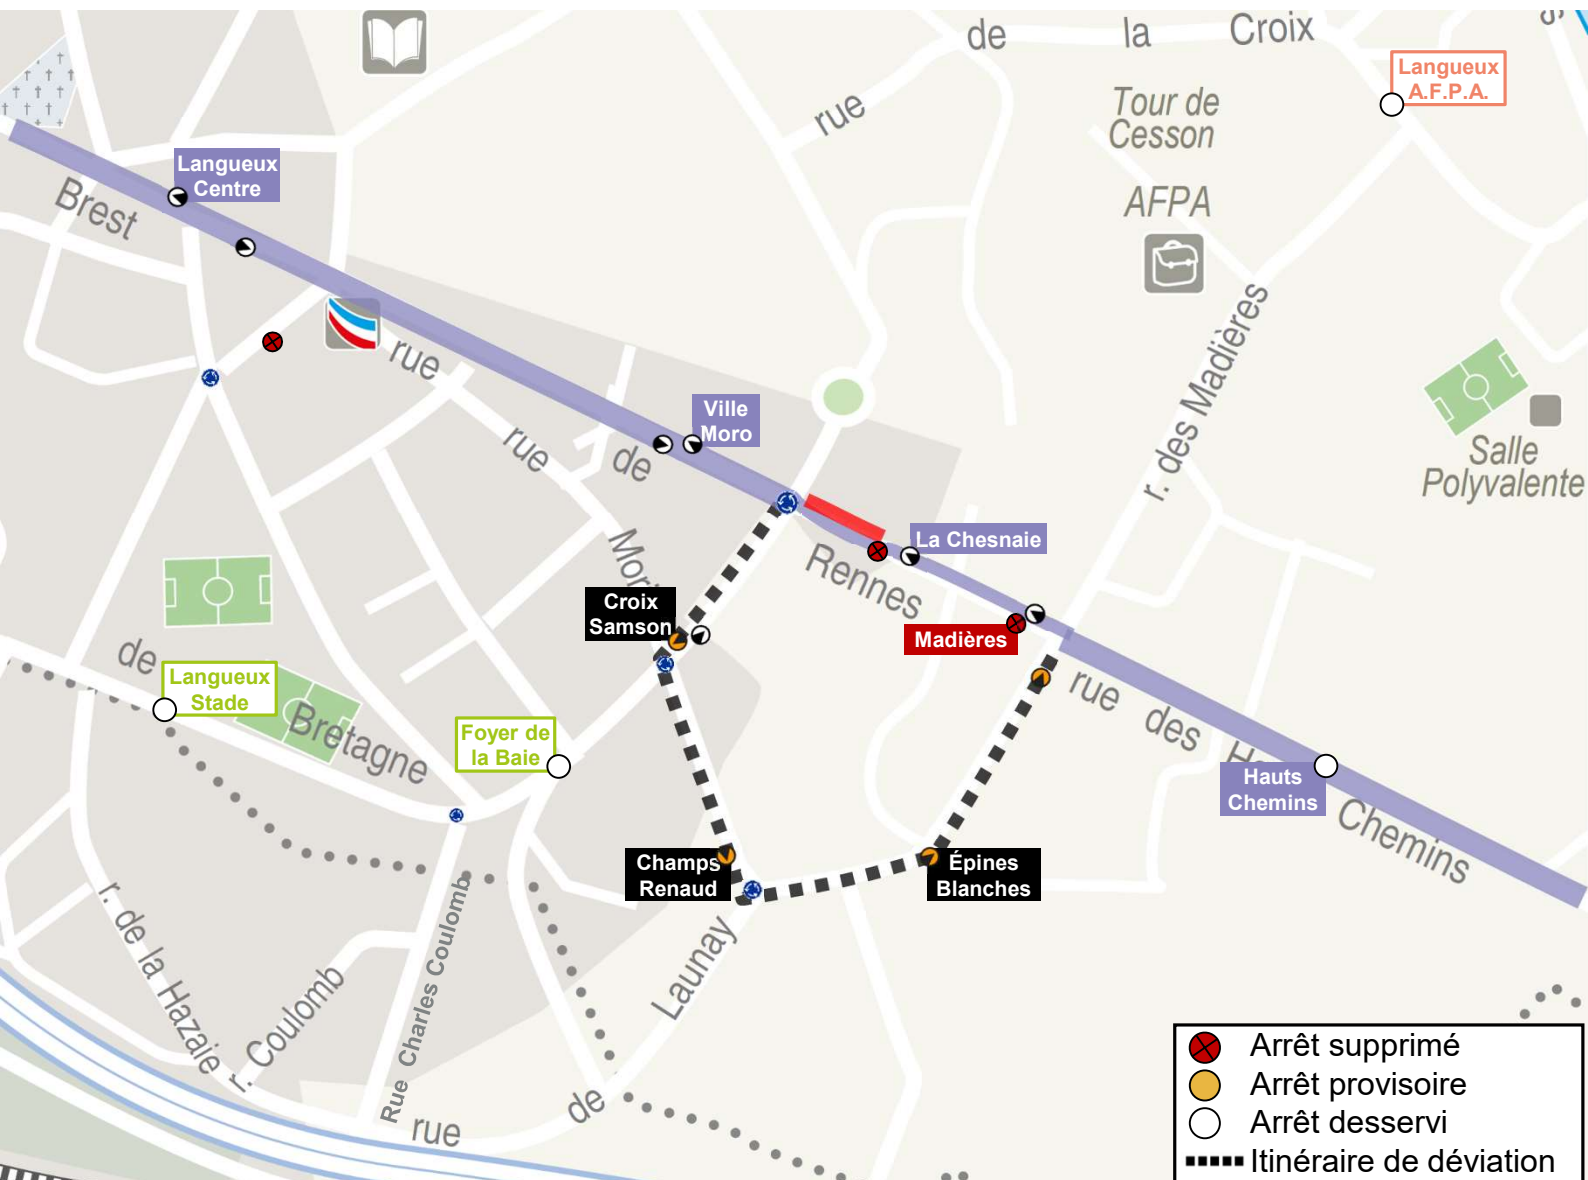 de la Croix
Langueux
A.F.P.A.
rue
Tour de
Cesson
AFPA
Langueux
Centre
Brest
rue
r. des Madières
Ville
Moro
rue
de
Salle
Polyvalente
La Chesnaie
Rennes
Croix
Samson
Madières
de
Langueux
Stade
Bretagne
Foyer de
la Baie
rue des
Hauts
Chemins
Chemins
Champs
Renaud
Épines
Blanches
r. de la Hazaie
r. Coulomb
Rue Charles Coulomb
Launay
de
rue
Arrêt supprimé
Arrêt provisoire
Arrêt desservi
Itinéraire de déviation